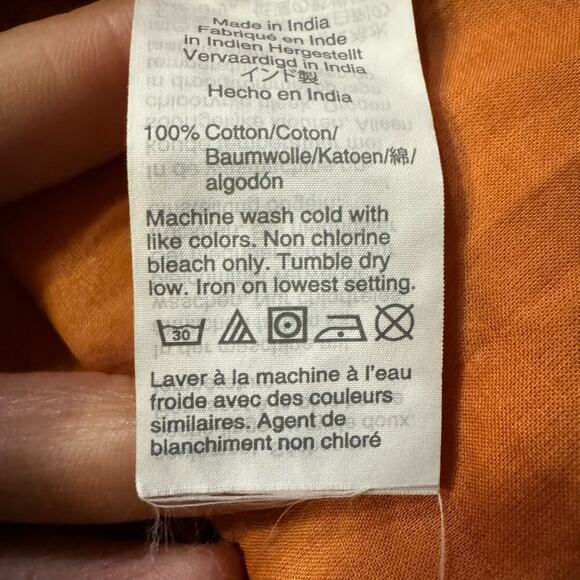 Made in India
Fabriqué en Inde
in Indien Hergestellt
Vervaardigd in India
インド製
Hecho en India
100% Cotton/Coton/
Baumwolle/Katoen/綿/
algodón
Machine wash cold with
like colors. Non chlorine
bleach only. Tumble dry
low. Iron on lowest setting.
30
Laver à la machine à l'eau
froide avec des couleurs
similaires. Agent de
blanchiment non chloré